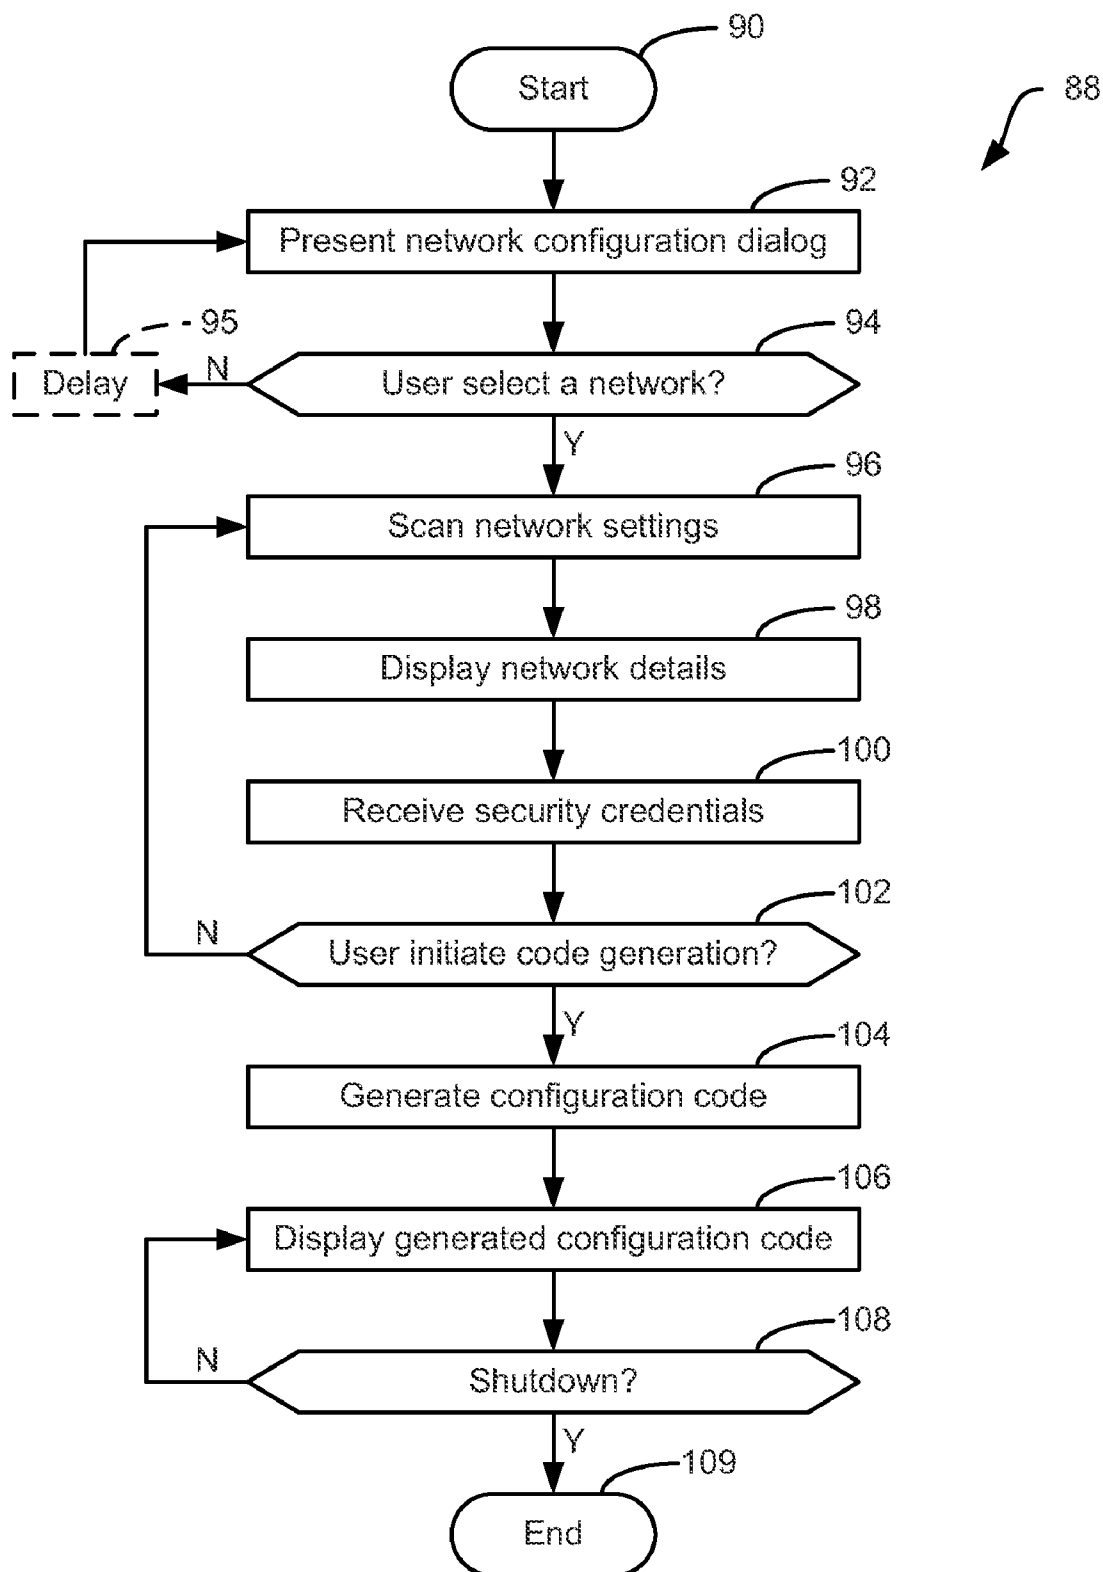 90
Start
88
92
Present network configuration dialog
95
94
Delay
N
User select a network?
Y
96
Scan network settings
98
Display network details
100
Receive security credentials
102
N
User initiate code generation?
Y
104
Generate configuration code
106
Display generated configuration code
108
N
Shutdown?
Y
109
End